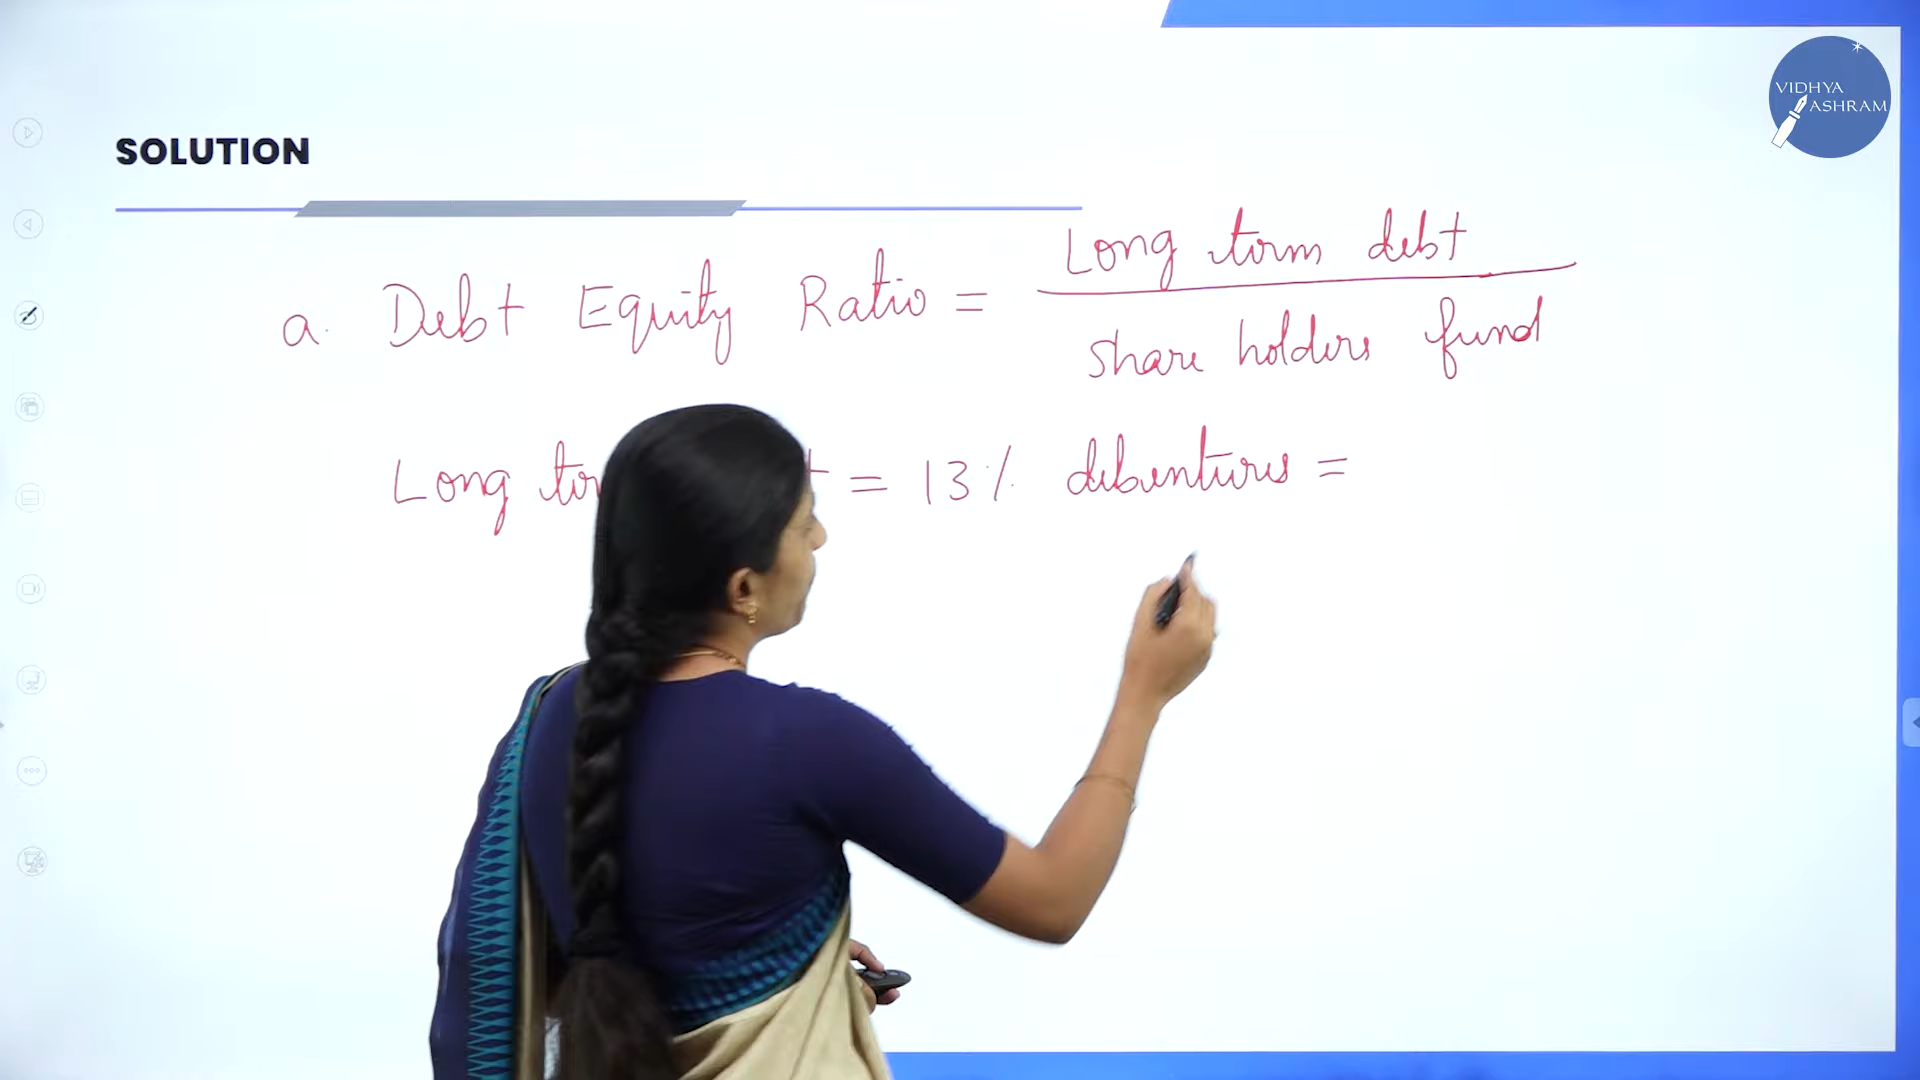 VIDHYA
ASHRAM
SOLUTION
a. Debt Equity Ratio = Long term debt
share holders fund
Long = 13% debentures =